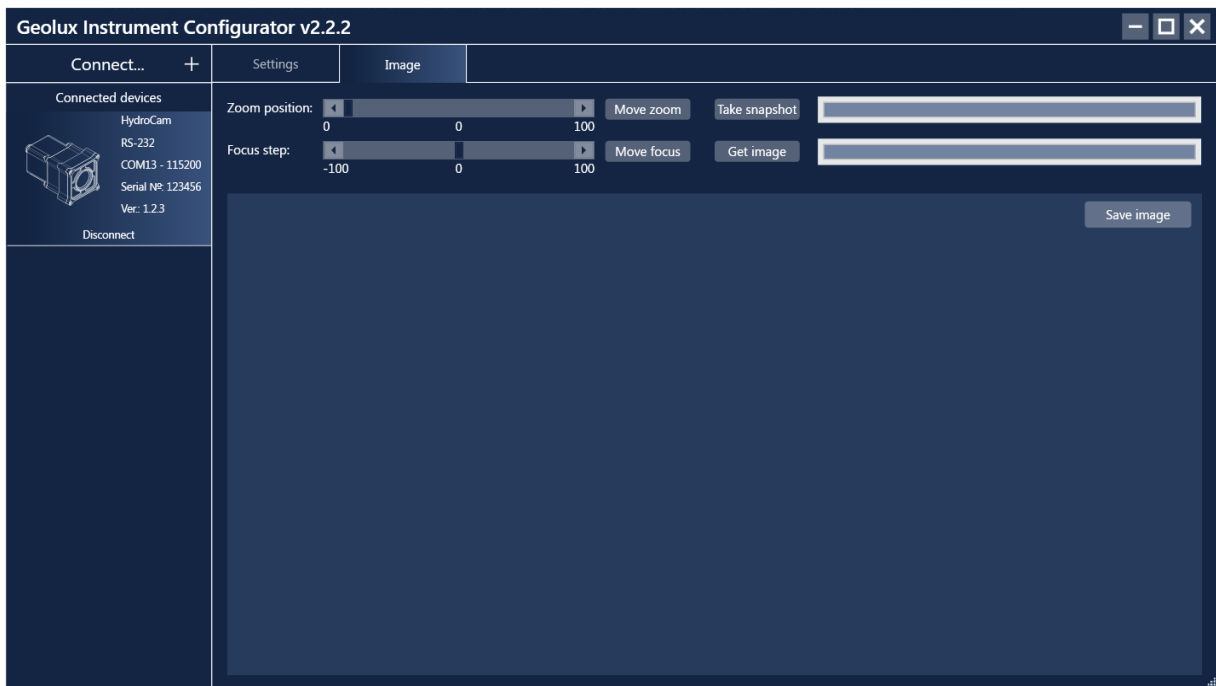 Geolux Instrument Configurator v2.2.2
Connect... +
Settings
Image
Connected devices
HydroCam
RS-232
COM13 - 115200
Serial №: 123456
Ver.: 1.2.3
Disconnect
Zoom position:
0 0 100
Move zoom
Take snapshot
Focus step:
-100 0 100
Move focus
Get image
Save image